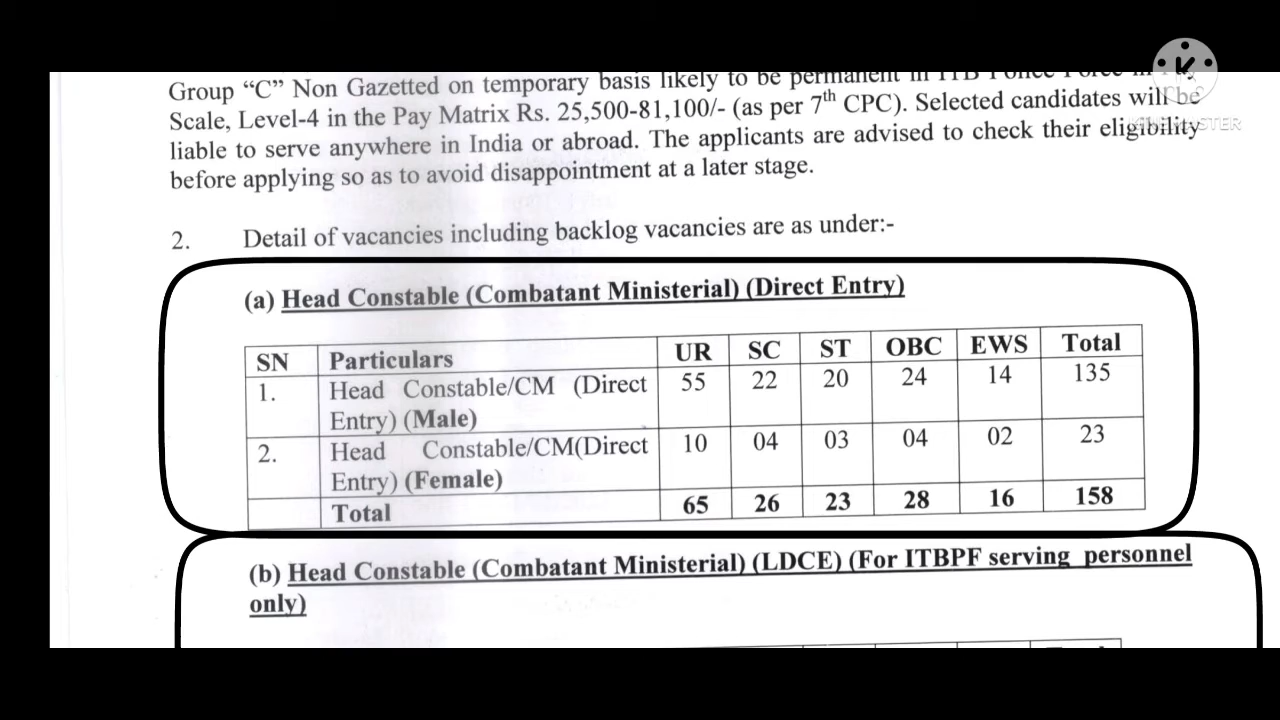 Group “C” Non Gazetted on temporary basis likely to be permanent in ITB Police Force in Pay
Scale, Level-4 in the Pay Matrix Rs. 25,500-81,100/- (as per 7th CPC). Selected candidates will be
liable to serve anywhere in India or abroad. The applicants are advised to check their eligibility
before applying so as to avoid disappointment at a later stage.
2. Detail of vacancies including backlog vacancies are as under:-
(a) Head Constable (Combatant Ministerial) (Direct Entry)
SN Particulars UR SC ST OBC EWS Total
1. Head Constable/CM (Direct 55 22 20 24 14 135
Entry) (Male)
2. Head Constable/CM(Direct 10 04 03 04 02 23
Entry) (Female)
Total 65 26 23 28 16 158
(b) Head Constable (Combatant Ministerial) (LDCE) (For ITBPF serving personnel
only)